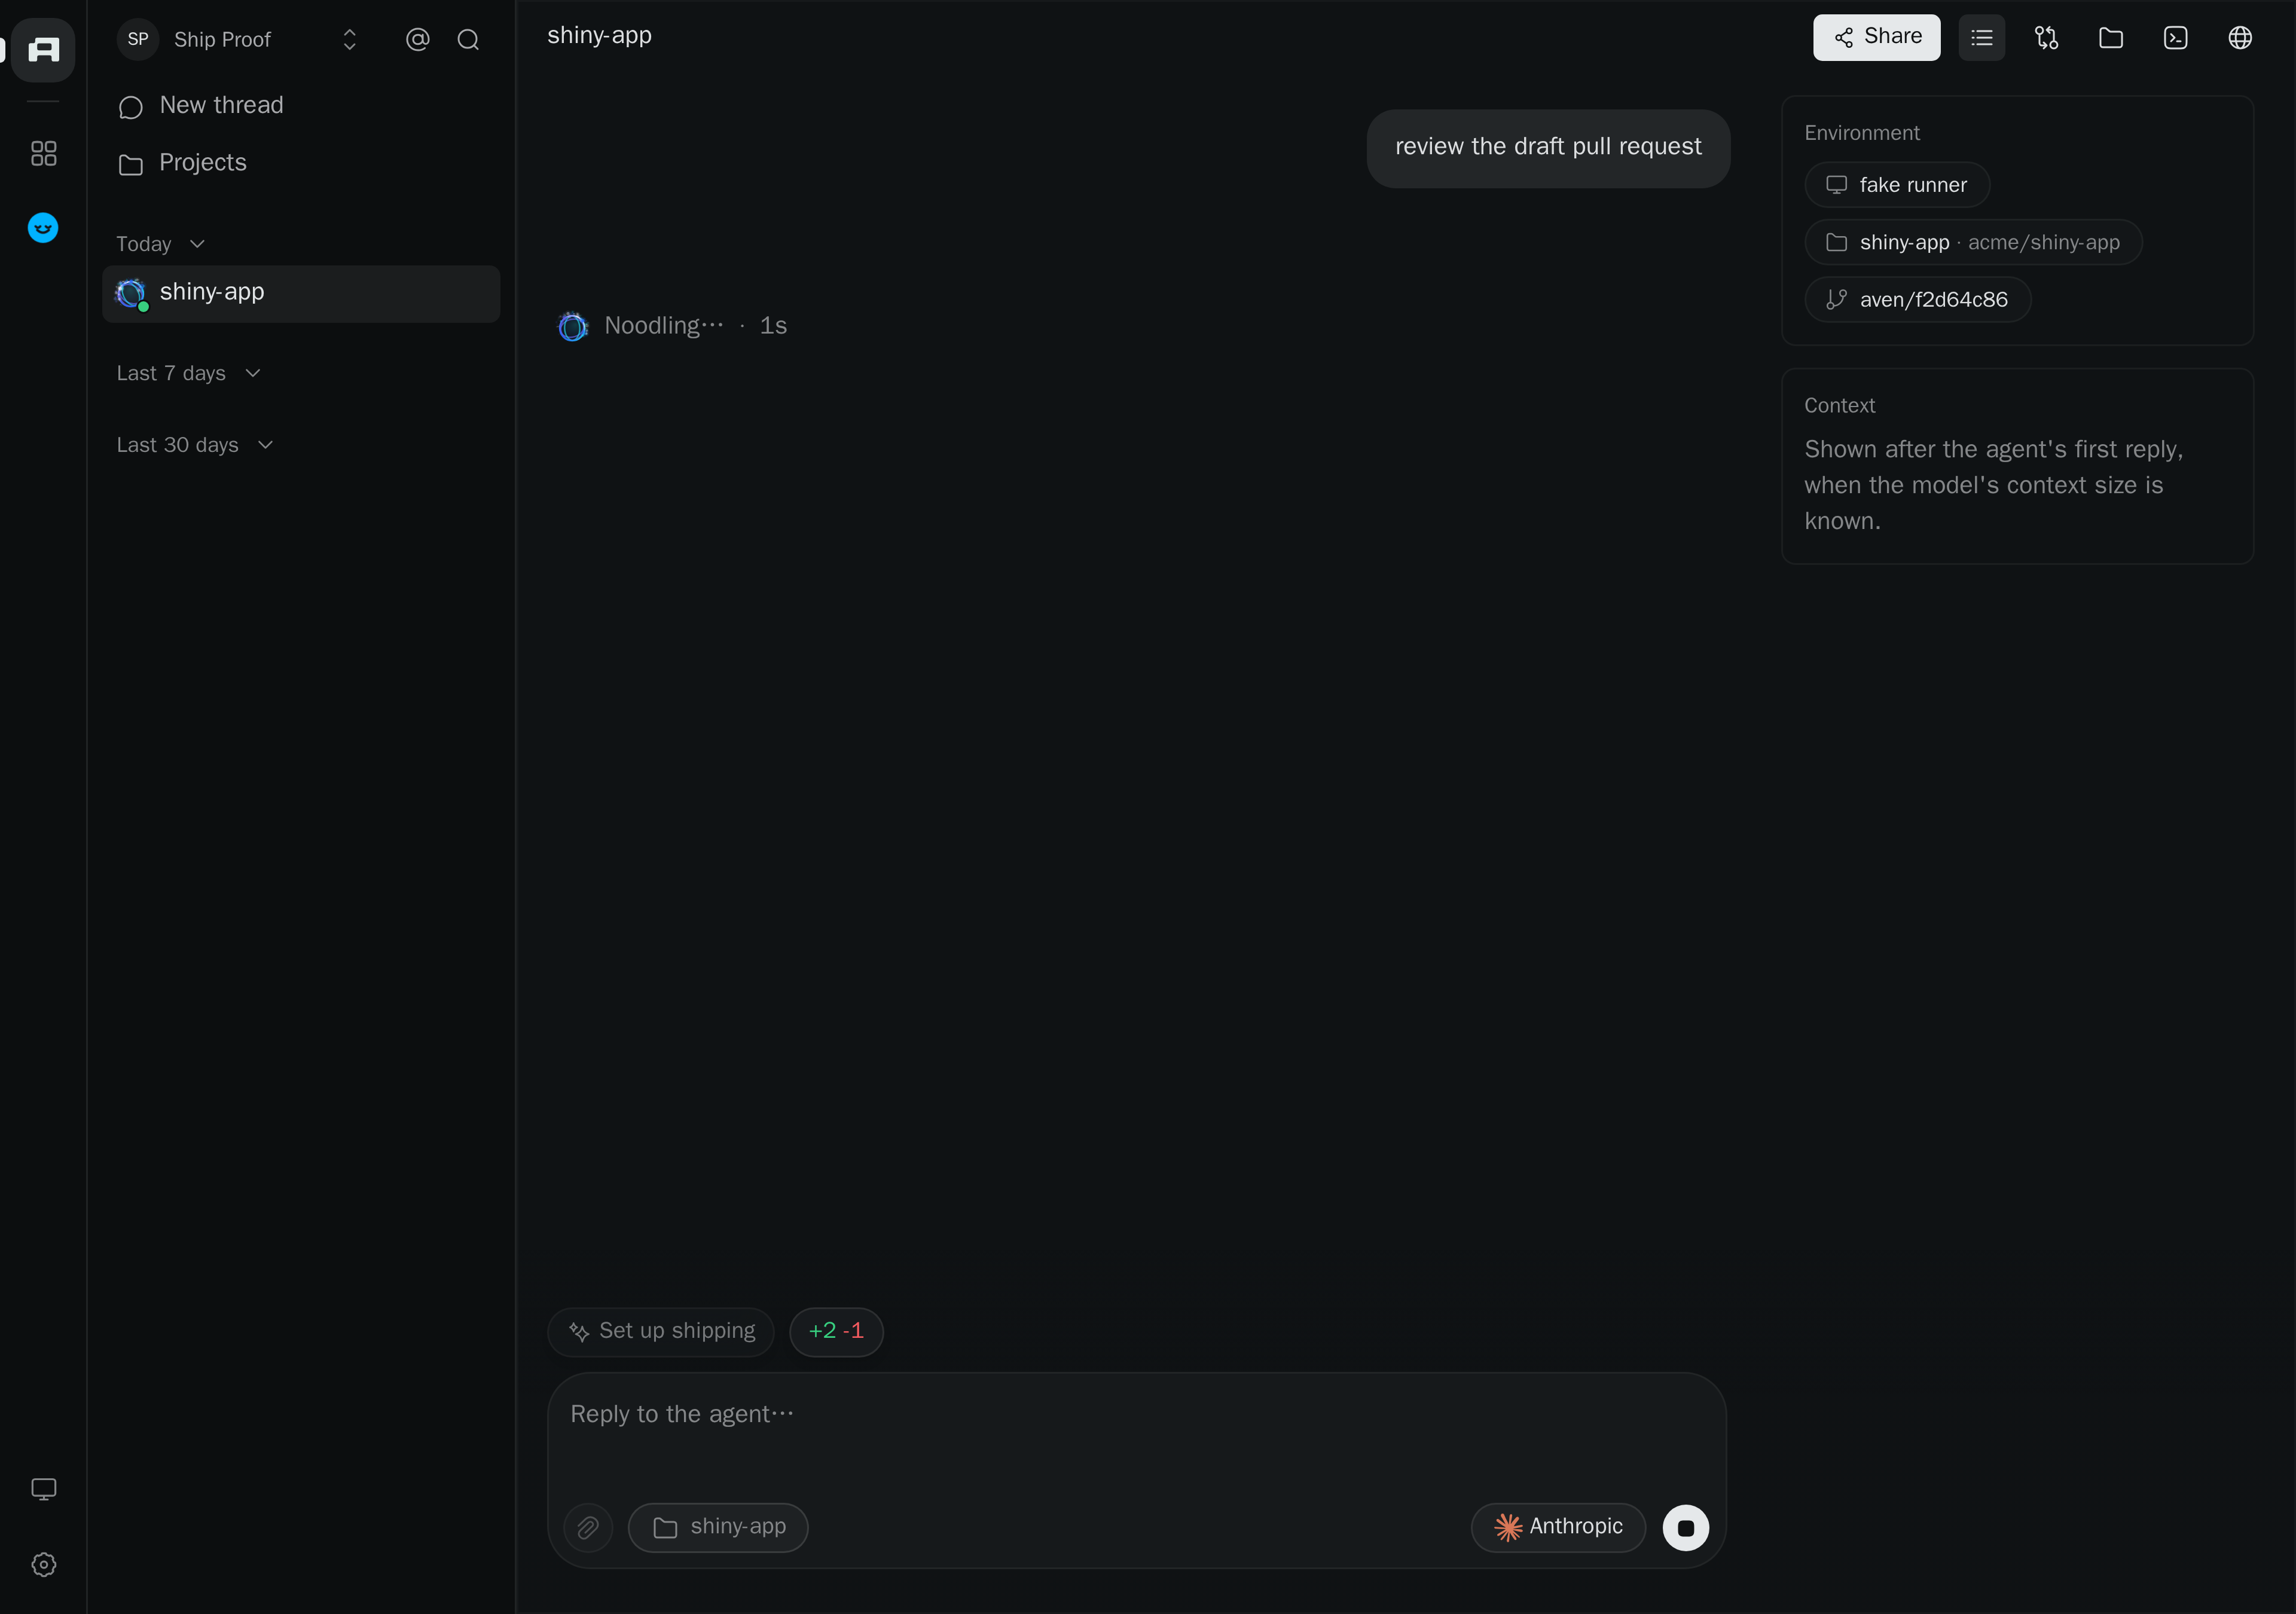 SP Ship Proof
New thread
Projects
Today
shiny-app
Last 7 days
Last 30 days
shiny-app
Share
review the draft pull request
Noodling··· · 1s
Environment
fake runner
shiny-app · acme/shiny-app
aven/f2d64c86
Context
Shown after the agent's first reply,
when the model's context size is
known.
Set up shipping
+2 -1
Reply to the agent···
shiny-app
Anthropic